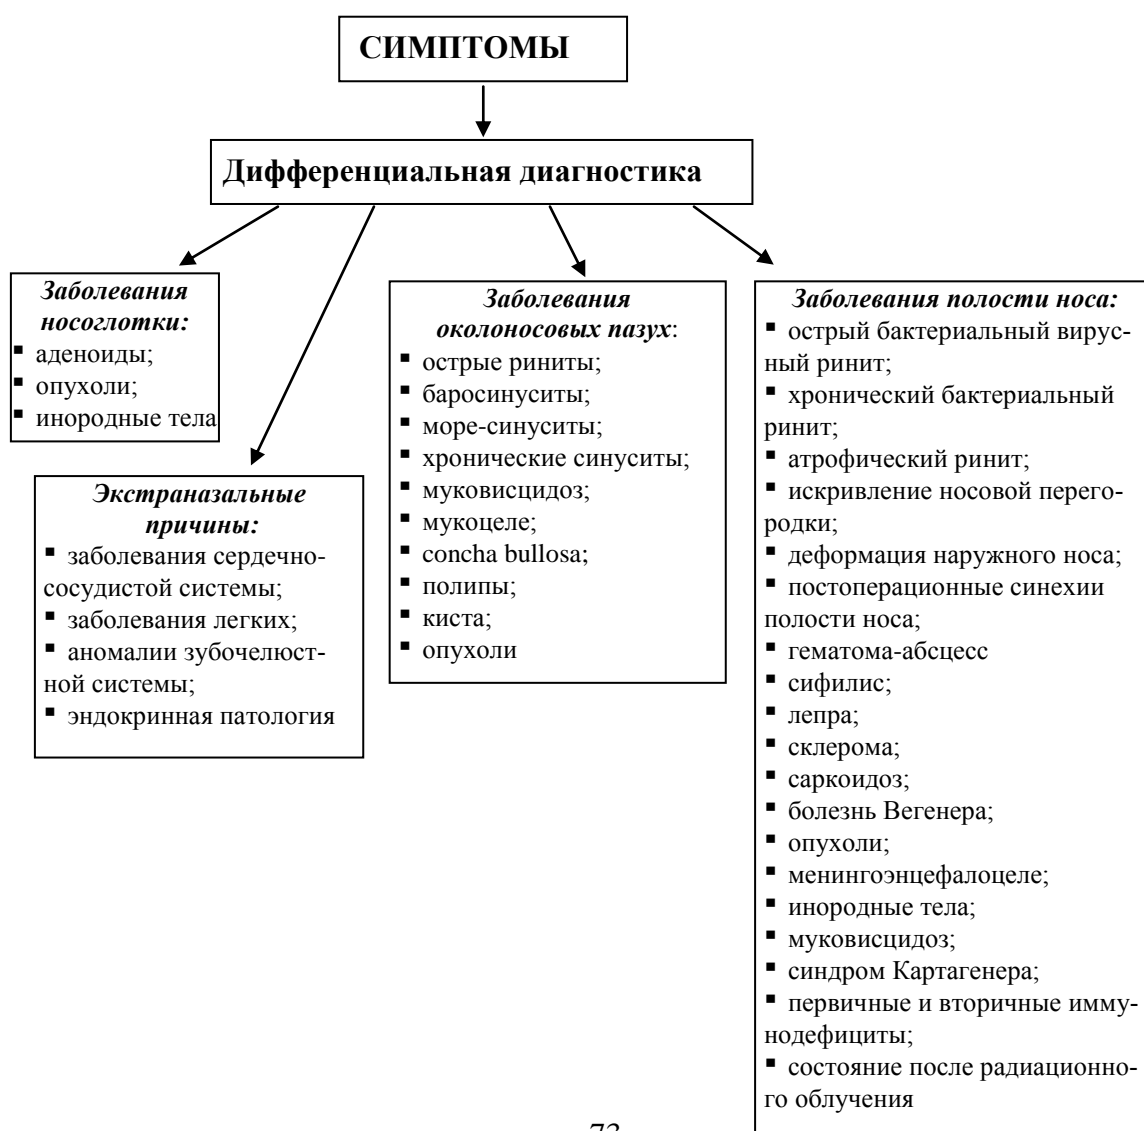 СИМПТОМЫ
Дифференциальная диагностика
Заболевания
носоглотки:
▪ аденоиды;
▪ опухоли;
▪ инородные тела
Экстраназальные
причины:
▪ заболевания сердечно-
сосудистой системы;
▪ заболевания легких;
▪ аномалии зубочелюст-
ной системы;
▪ эндокринная патология
Заболевания
околоносовых пазух:
▪ острые риниты;
▪ баросинуситы;
▪ море-синуситы;
▪ хронические синуситы;
▪ муковисцидоз;
▪ мукоцеле;
▪ concha bullosa;
▪ полипы;
▪ киста;
▪ опухоли
Заболевания полости носа:
▪ острый бактериальный вирус-
ный ринит;
▪ хронический бактериальный
ринит;
▪ атрофический ринит;
▪ искривление носовой перего-
родки;
▪ деформация наружного носа;
▪ постоперационные синехии
полости носа;
▪ гематома-абсцесс
▪ сифилис;
▪ лепра;
▪ склерома;
▪ саркоидоз;
▪ болезнь Вегенера;
▪ опухоли;
▪ менингоэнцефалоцеле;
▪ инородные тела;
▪ муковисцидоз;
▪ синдром Картагенера;
▪ первичные и вторичные имму-
нодефициты;
▪ состояние после радиационно-
го облучения
73